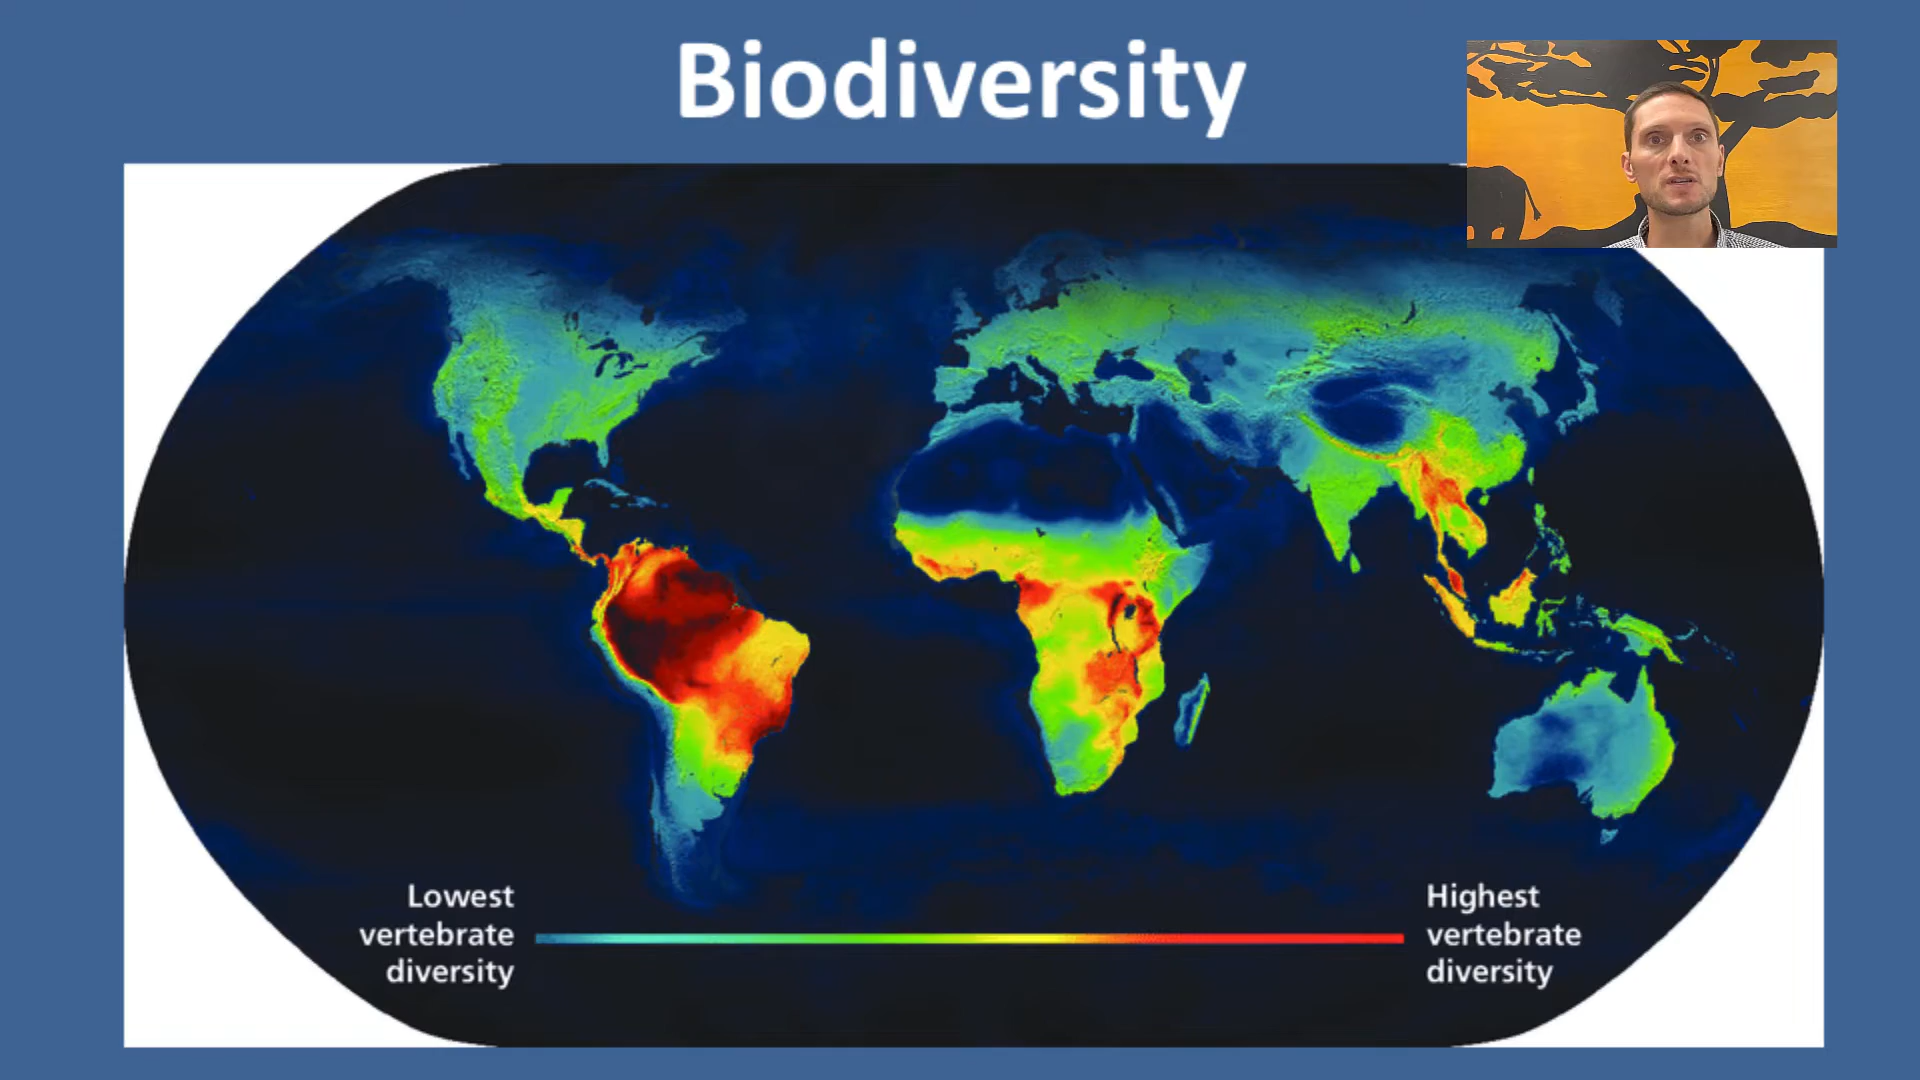 Biodiversity
Lowest
vertebrate
diversity
Highest
vertebrate
diversity